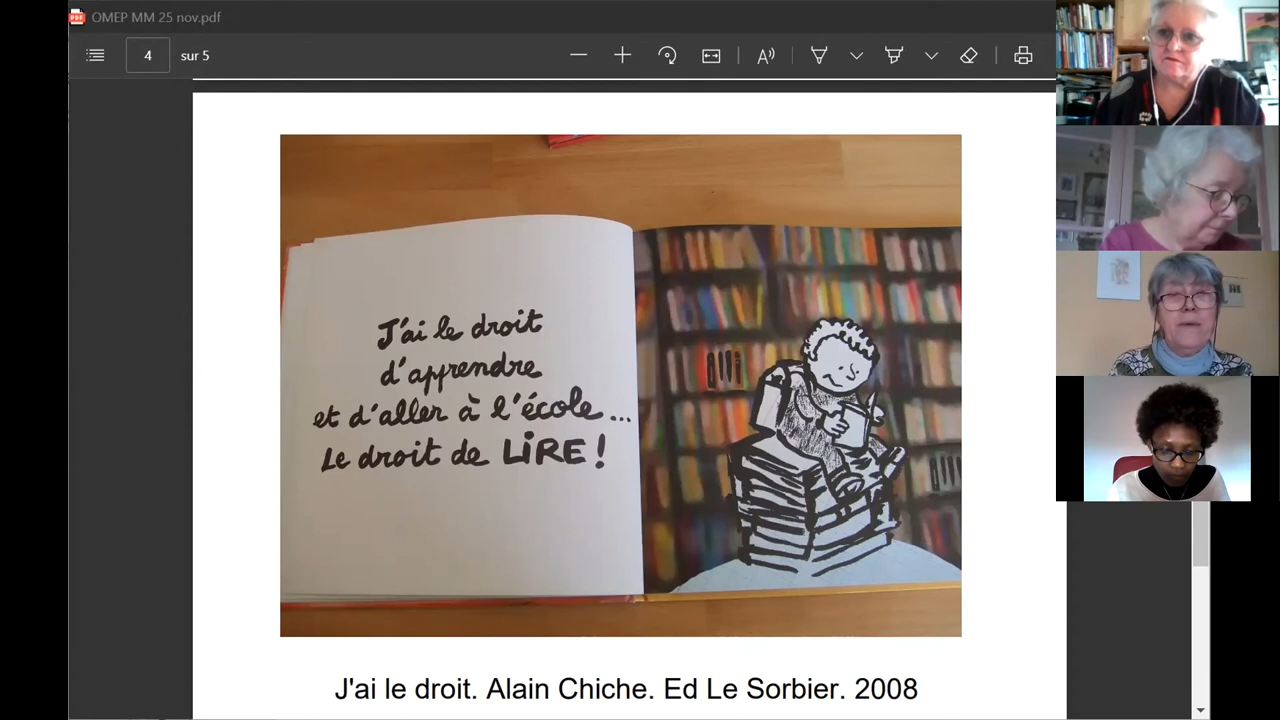 OMEP MM 25 nov.pdf
4 sur 5
J'ai le droit
d'apprendre
et d'aller à l'école...
Le droit de LiRE !
J'ai le droit. Alain Chiche. Ed Le Sorbier. 2008